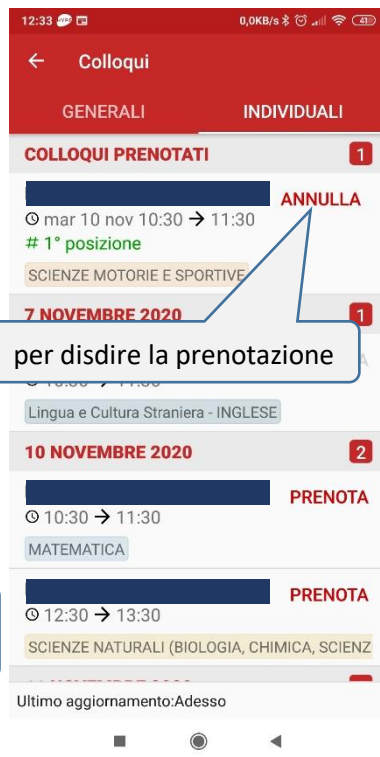 12:33 0,0KB/s 41
Colloqui
GENERALI INDIVIDUALI
COLLOQUI PRENOTATI 1
ANNULLA
mar 10 nov 10:30 → 11:30
# 1° posizione
SCIENZE MOTORIE E SPORTIVE
7 NOVEMBRE 2020 1
per disdire la prenotazione
Lingua e Cultura Straniera - INGLESE
10 NOVEMBRE 2020 2
PRENOTA
10:30 → 11:30
MATEMATICA
PRENOTA
12:30 → 13:30
SCIENZE NATURALI (BIOLOGIA, CHIMICA, SCIENZ
Ultimo aggiornamento:Adesso